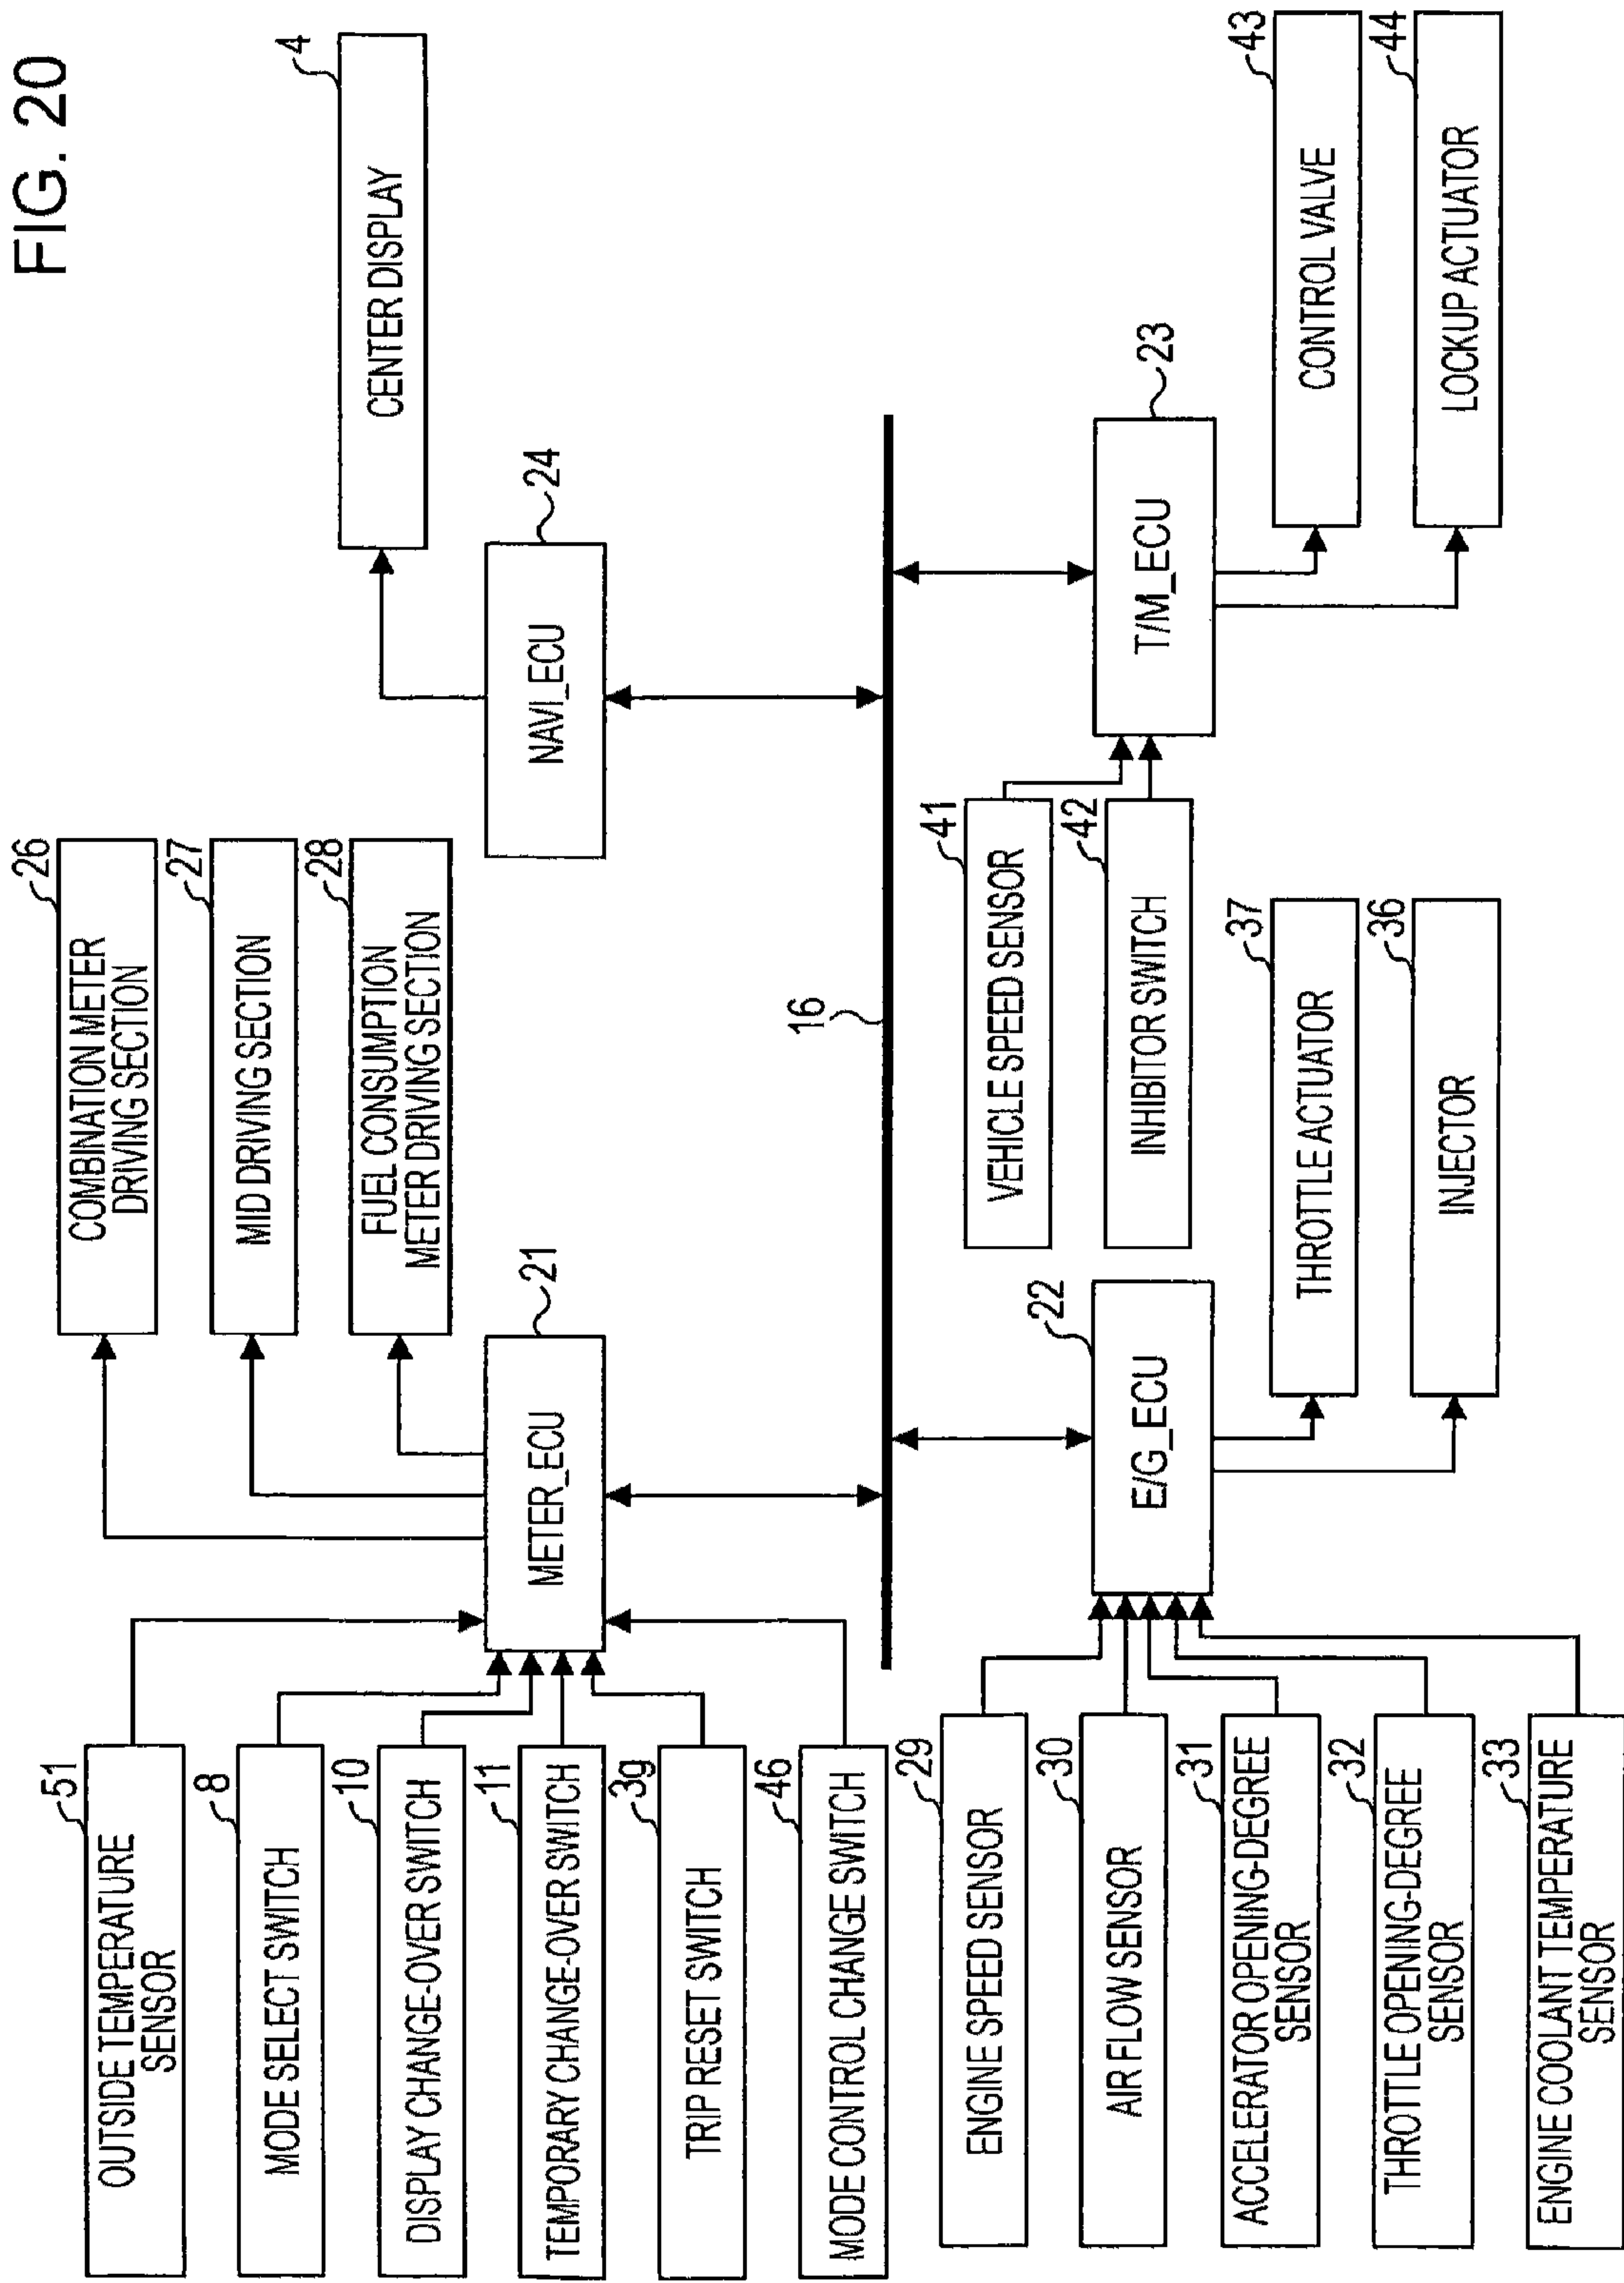 FIG. 20
51
OUTSIDE TEMPERATURE
SENSOR
8
MODE SELECT SWITCH
10
DISPLAY CHANGE-OVER SWITCH
11
TEMPORARY CHANGE-OVER SWITCH
3g
TRIP RESET SWITCH
46
MODE CONTROL CHANGE SWITCH
21
METER_ECU
26
COMBINATION METER
DRIVING SECTION
27
MID DRIVING SECTION
28
FUEL CONSUMPTION
METER DRIVING SECTION
24
NAVI_ECU
4
CENTER DISPLAY
16
29
ENGINE SPEED SENSOR
30
AIR FLOW SENSOR
31
ACCELERATOR OPENING-DEGREE
SENSOR
32
THROTTLE OPENING-DEGREE
SENSOR
33
ENGINE COOLANT TEMPERATURE
SENSOR
22
E/G_ECU
37
THROTTLE ACTUATOR
36
INJECTOR
41
VEHICLE SPEED SENSOR
42
INHIBITOR SWITCH
23
T/M_ECU
43
CONTROL VALVE
44
LOCKUP ACTUATOR